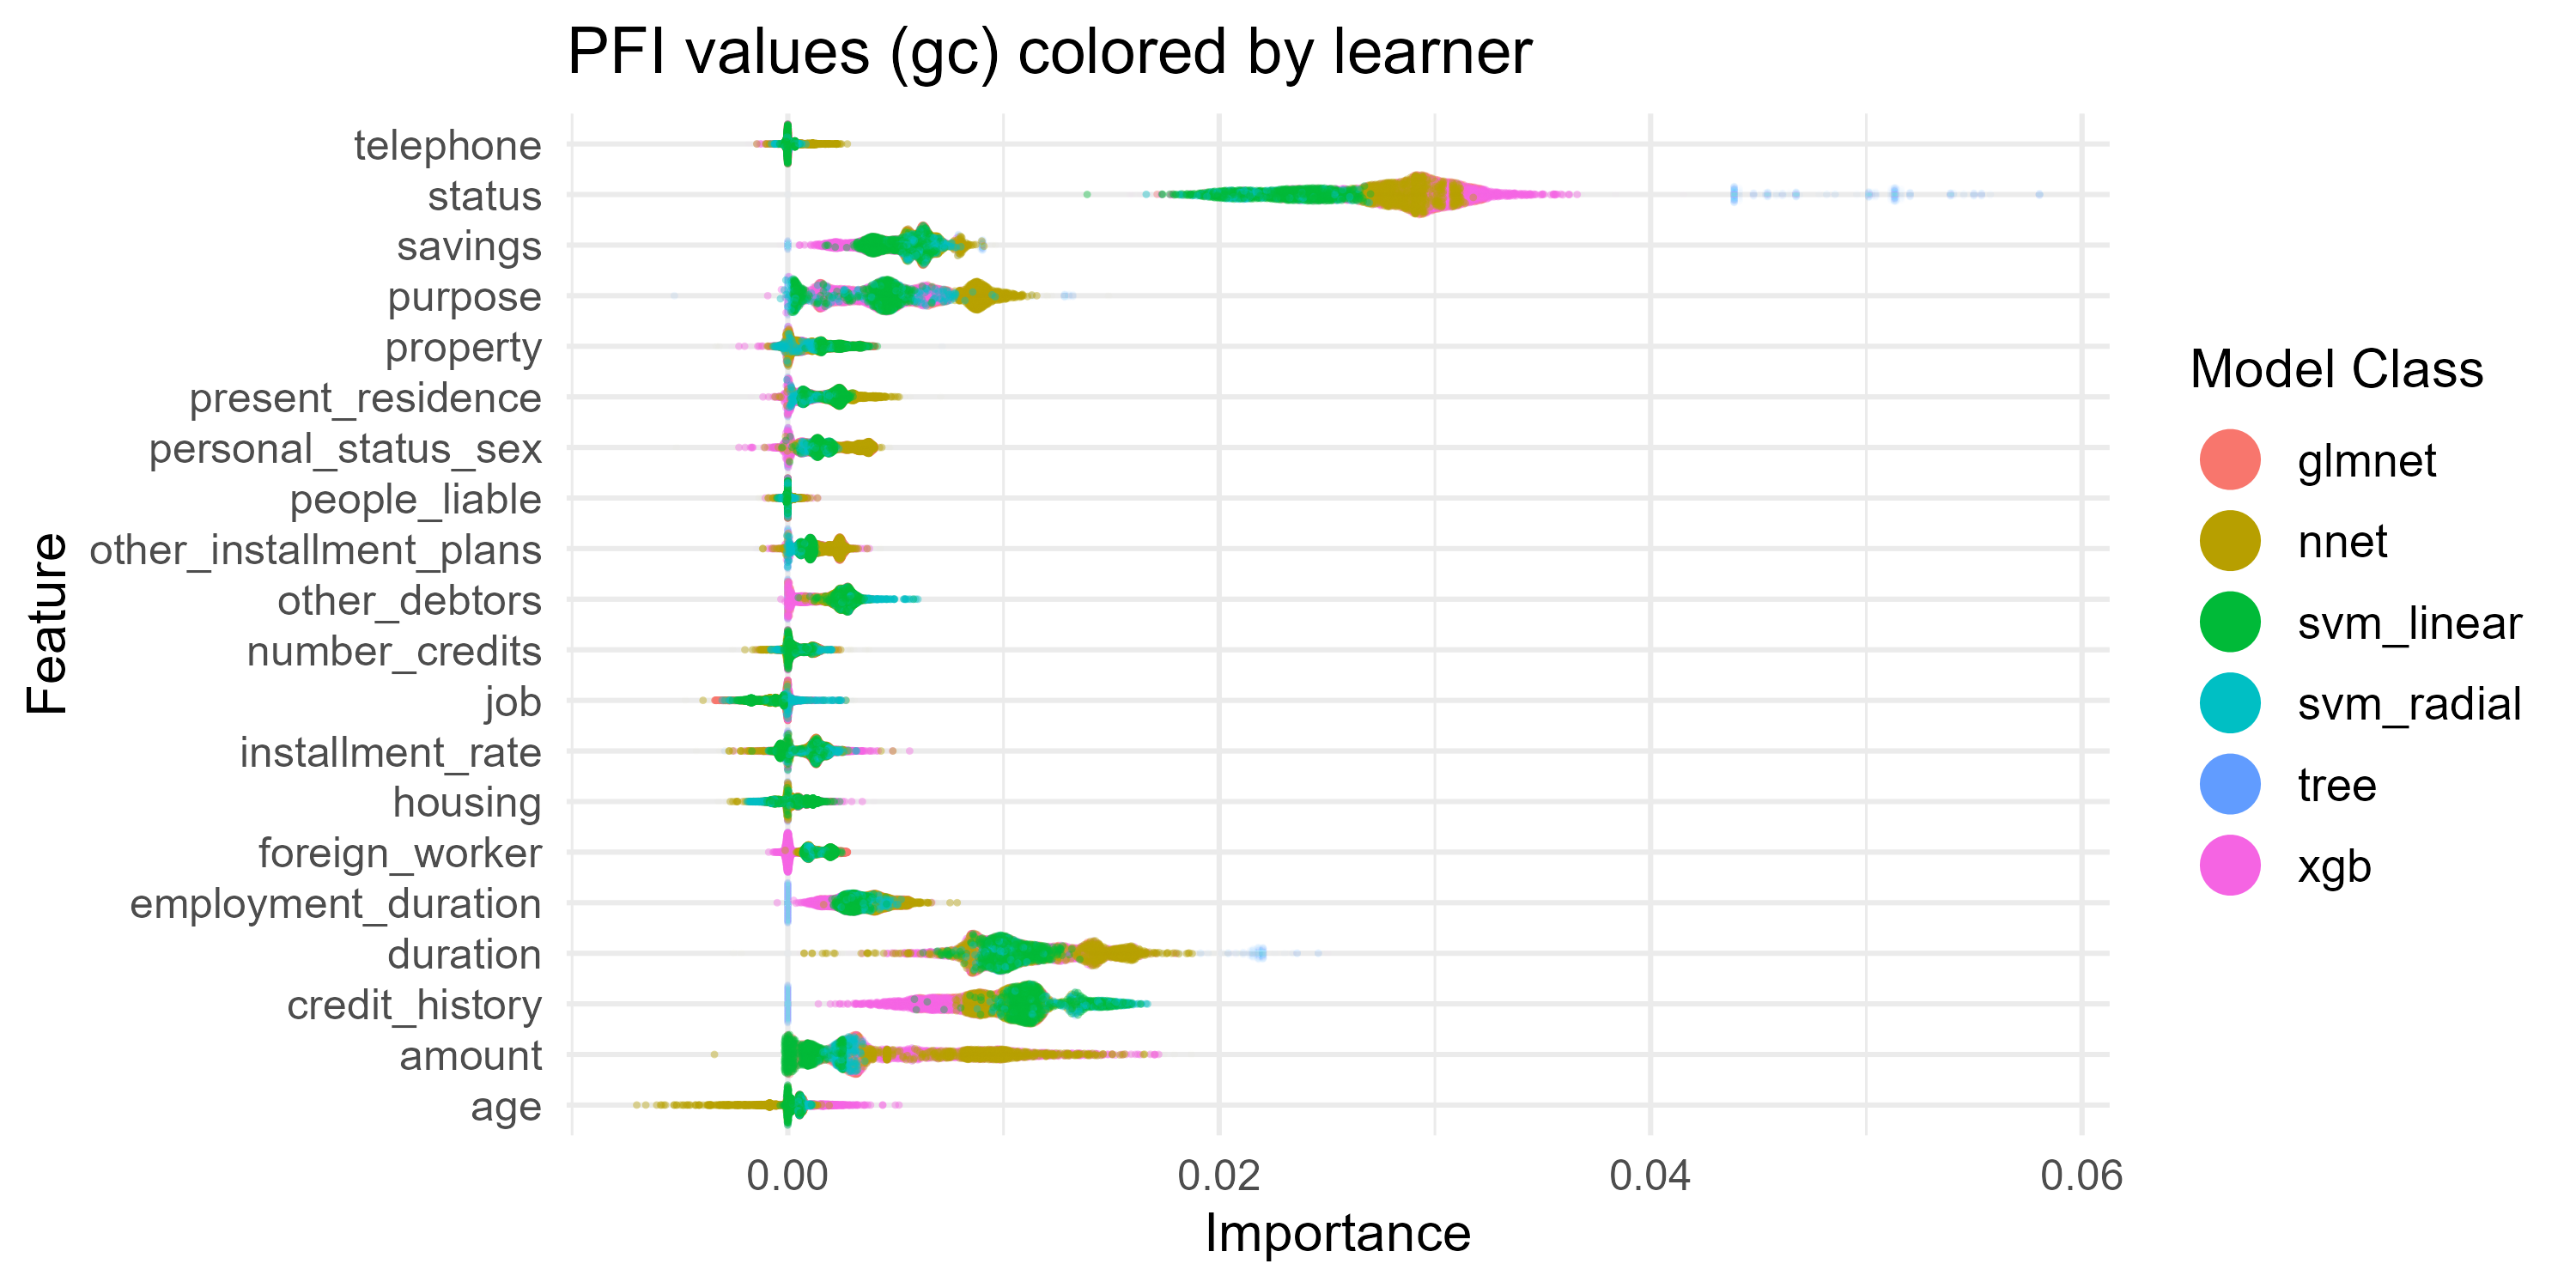 PFI values (gc) colored by learner
Feature
telephone
status
savings
purpose
property
present_residence
personal_status_sex
people_liable
other_installment_plans
other_debtors
number_credits
job
installment_rate
housing
foreign_worker
employment_duration
duration
credit_history
amount
age
0.00 0.02 0.04 0.06
Importance
Model Class
glmnet
nnet
svm_linear
svm_radial
tree
xgb